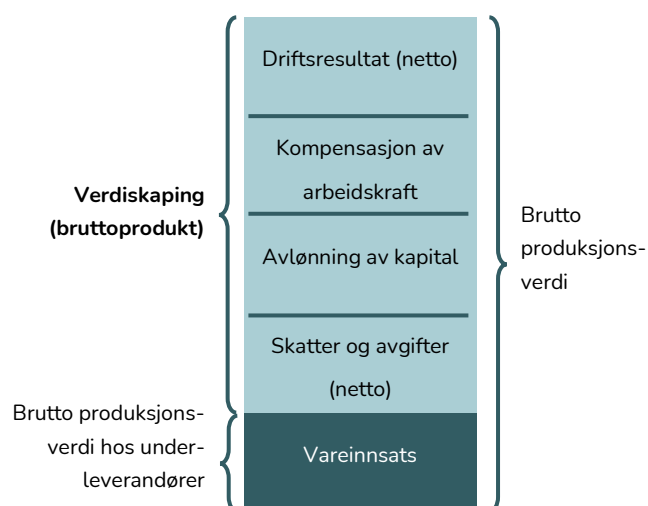 Driftsresultat (netto)
Kompensasjon av
arbeidskraft
Verdiskaping
(bruttoprodukt)
Avlønning av kapital
Brutto
produksjons-
verdi
Skatter og avgifter
(netto)
Brutto produksjons-
verdi hos under-
leverandører
Vareinnsats